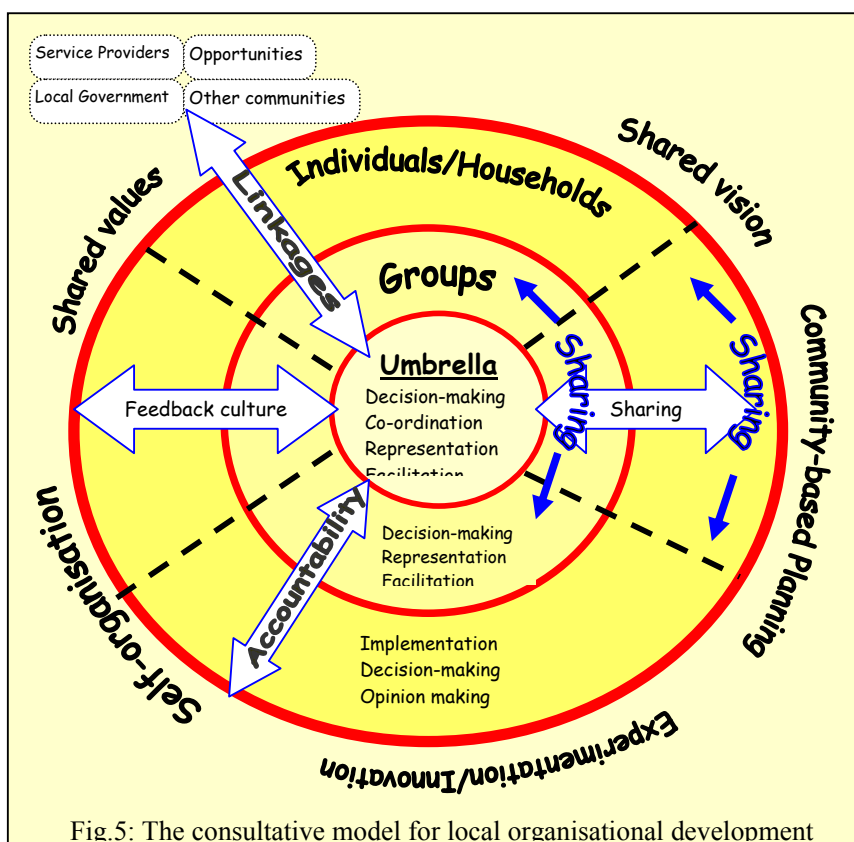 Service Providers
Opportunities
Local Government
Other communities
Linkages
Individuals/Households
Shared vision
Shared values
Groups
Sharing
Sharing
Community-based Planning
Umbrella
Decision-making
Co-ordination
Representation
Facilitation
Feedback culture
Sharing
Accountability
Decision-making
Representation
Facilitation
Self-organisation
Implementation
Decision-making
Opinion making
Experimentation/Innovation
Fig.5: The consultative model for local organisational development